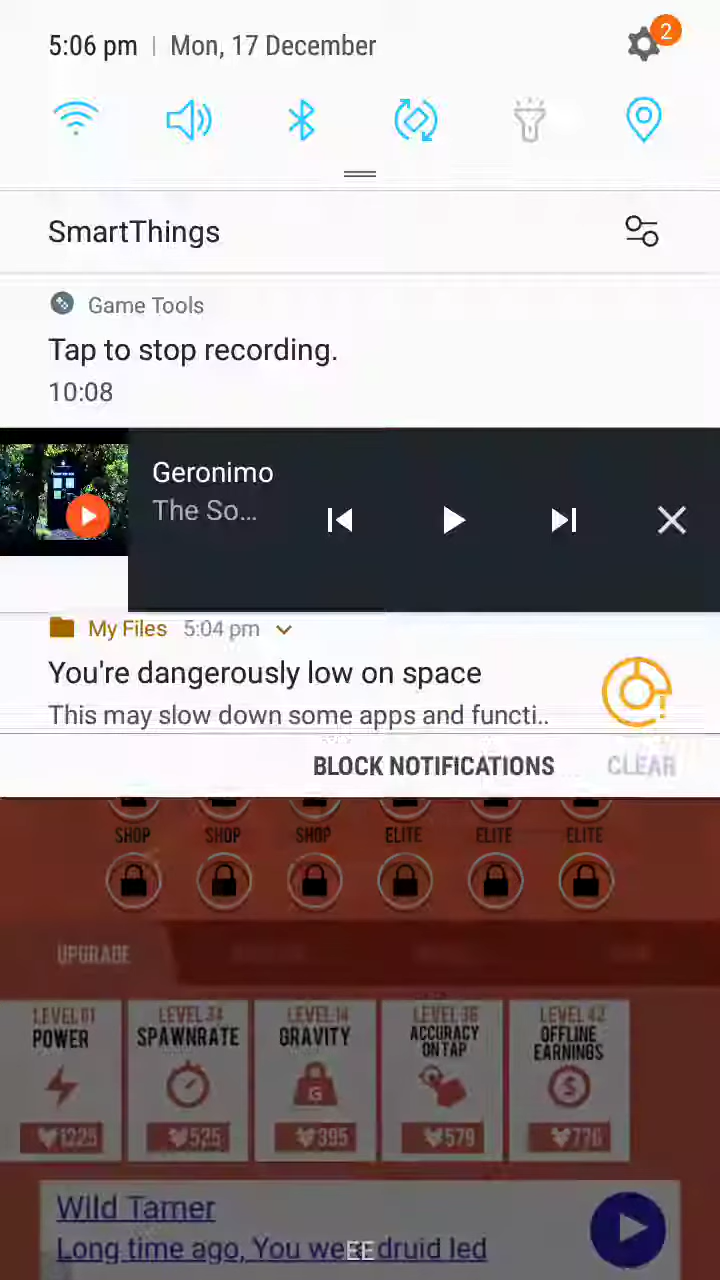 5:06 pm | Mon, 17 December
2
SmartThings
Game Tools
Tap to stop recording.
10:08
Geronimo
The So...
My Files 5:04 pm
You're dangerously low on space
This may slow down some apps and functi..
BLOCK NOTIFICATIONS CLEAR
SHOP SHOP SHOP ELITE ELITE ELITE
UPGRADE
LEVEL 61 LEVEL 34 LEVEL 14 LEVEL 36 LEVEL 42
POWER SPAWNRATE GRAVITY ACCURACY ON TAP OFFLINE EARNINGS
G $
1225 525 395 579 776
Wild Tamer
Long time ago, You were druid led
EE